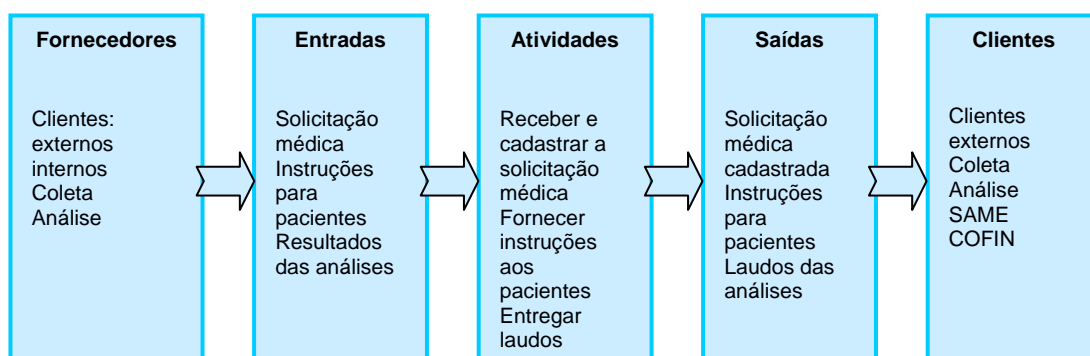 Fornecedores
Clientes:
externos
internos
Coleta
Análise
Entradas
Solicitação
médica
Instruções
para
pacientes
Resultados
das análises
Atividades
Receber e
cadastrar a
solicitação
médica
Fornecer
instruções
aos
pacientes
Entregar
laudos
Saídas
Solicitação
médica
cadastrada
Instruções
para
pacientes
Laudos das
análises
Clientes
Clientes
externos
Coleta
Análise
SAME
COFIN